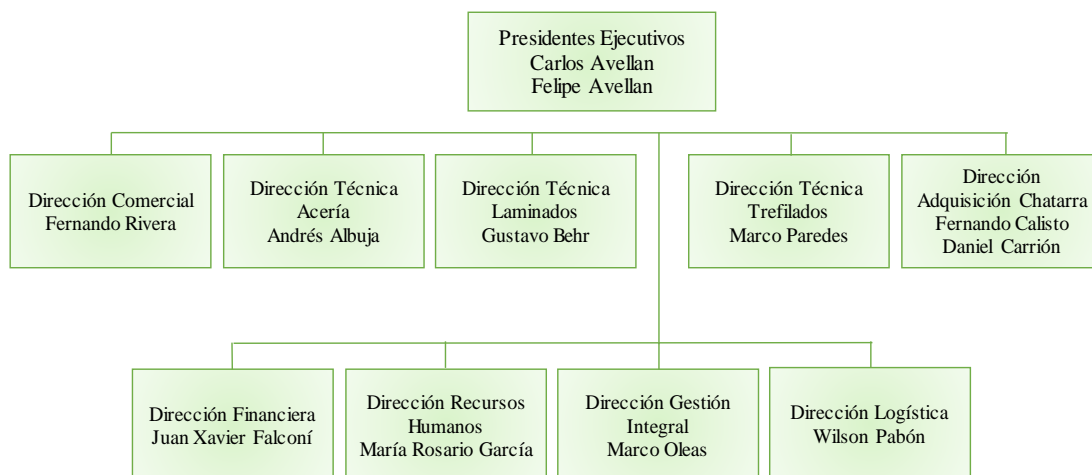 Presidentes Ejecutivos
Carlos Avellan
Felipe Avellan
Dirección Comercial
Fernando Rivera
Dirección Técnica
Acería
Andrés Albuja
Dirección Técnica
Laminados
Gustavo Behr
Dirección Técnica
Trefilados
Marco Paredes
Dirección
Adquisición Chatarra
Fernando Calisto
Daniel Carrión
Dirección Financiera
Juan Xavier Falconí
Dirección Recursos
Humanos
María Rosario García
Dirección Gestión
Integral
Marco Oleas
Dirección Logística
Wilson Pabón